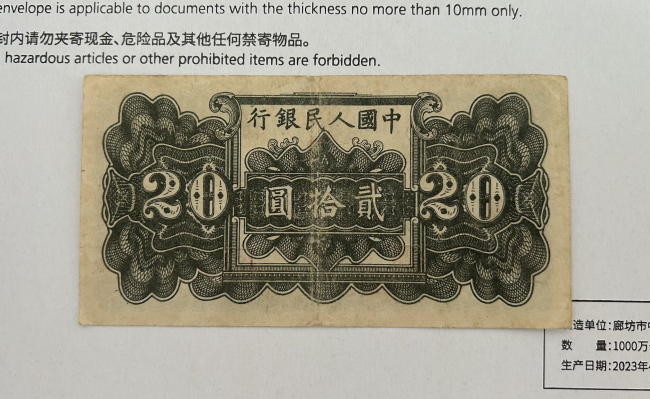 envelope is applicable to documents with the thickness no more than 10mm only.
封内请勿夹寄现金、危险品及其他任何禁寄物品。
hazardous articles or other prohibited items are forbidden.
行銀民人國中
20 圓拾貳 20
造单位:廊坊市
数 量:1000万
生产日期:2023年